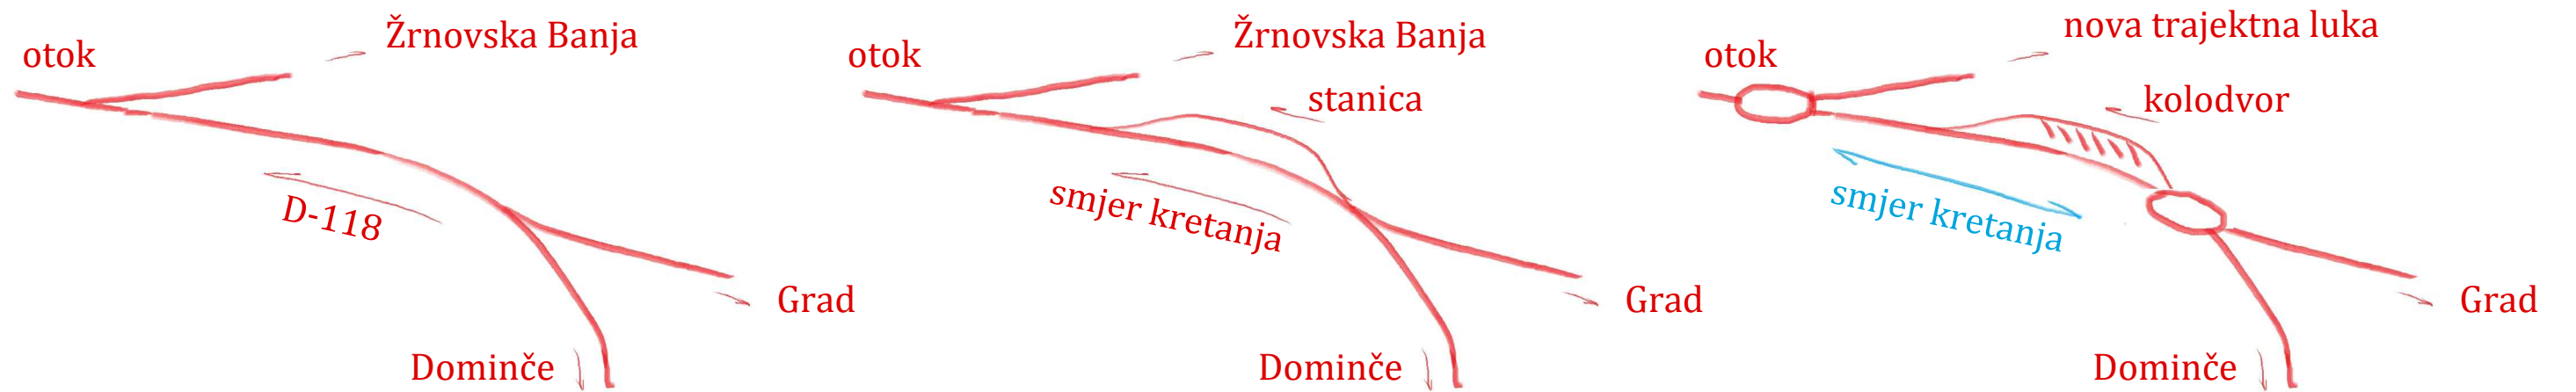 otok
Žrnovska Banja
D-118
Grad
Dominče
otok
Žrnovska Banja
stanica
smjer kretanja
Grad
Dominče
otok
nova trajektna luka
kolodvor
smjer kretanja
Grad
Dominče